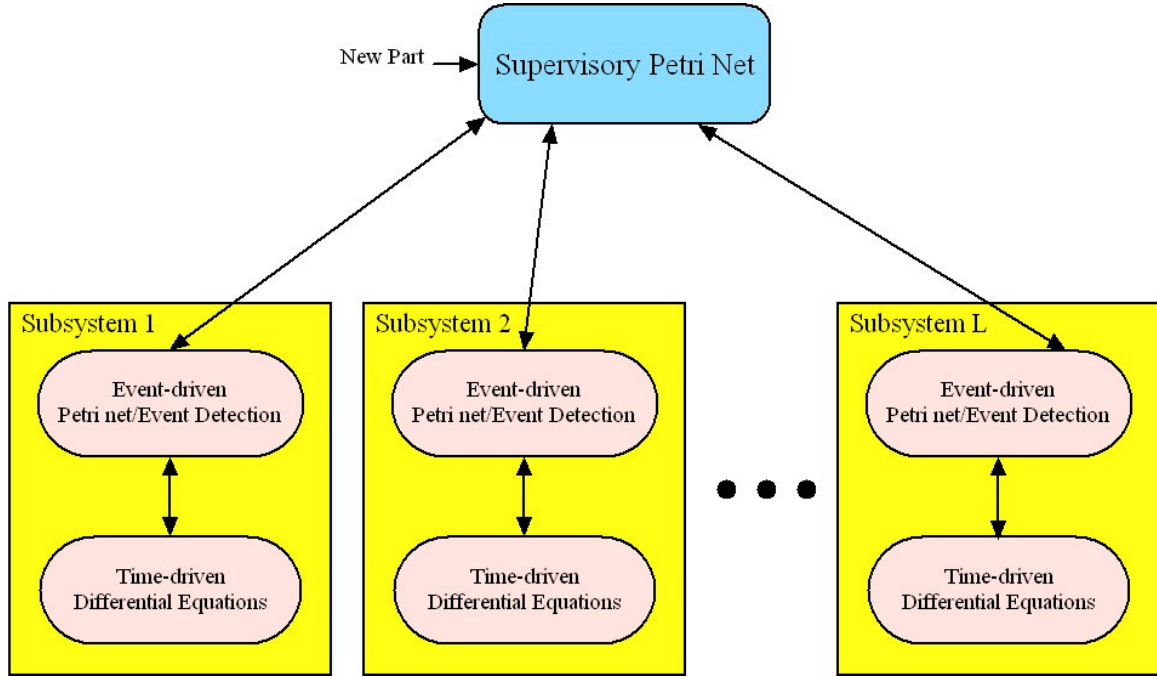 New Part
Supervisory Petri Net
Subsystem 1
Event-driven
Petri net/Event Detection
Time-driven
Differential Equations
Subsystem 2
Event-driven
Petri net/Event Detection
Time-driven
Differential Equations
Subsystem L
Event-driven
Petri net/Event Detection
Time-driven
Differential Equations